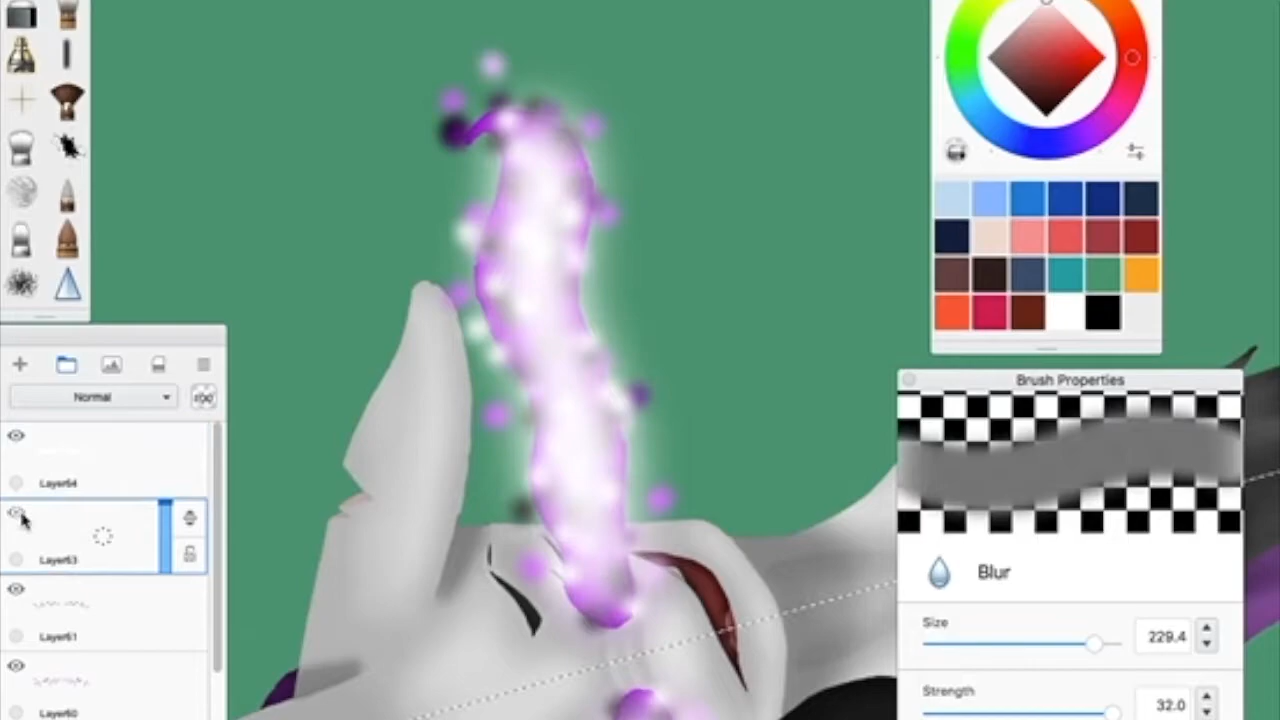 Normal
Layer64
Layer63
Layer61
Layer60
Brush Properties
Blur
Size
229.4
Strength
32.0